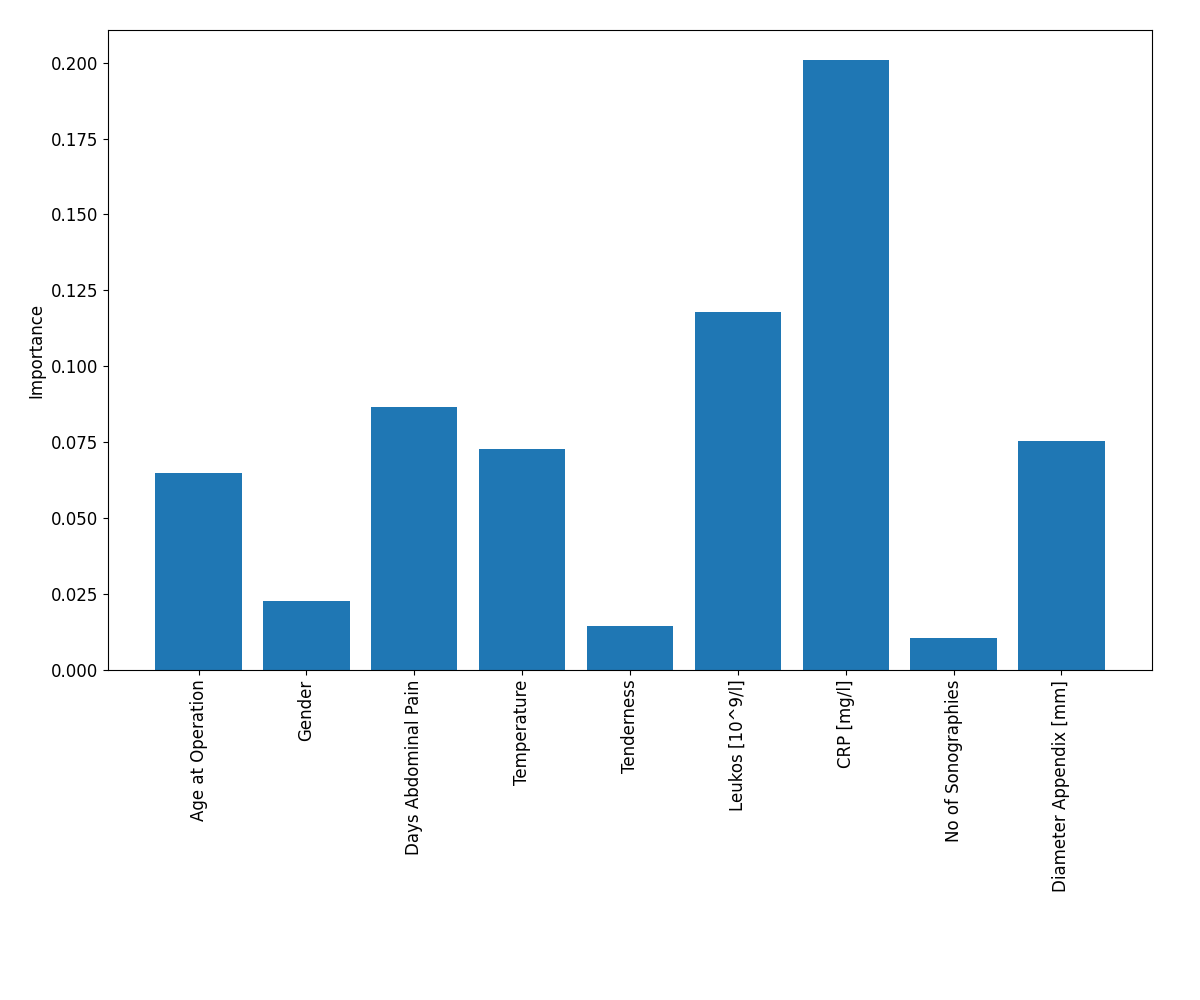 0.200
0.175
0.150
0.125
0.100
0.075
0.050
0.025
0.000
Importance
Age at Operation
Gender
Days Abdominal Pain
Temperature
Tenderness
Leukos [10^9/l]
CRP [mg/l]
No of Sonographies
Diameter Appendix [mm]